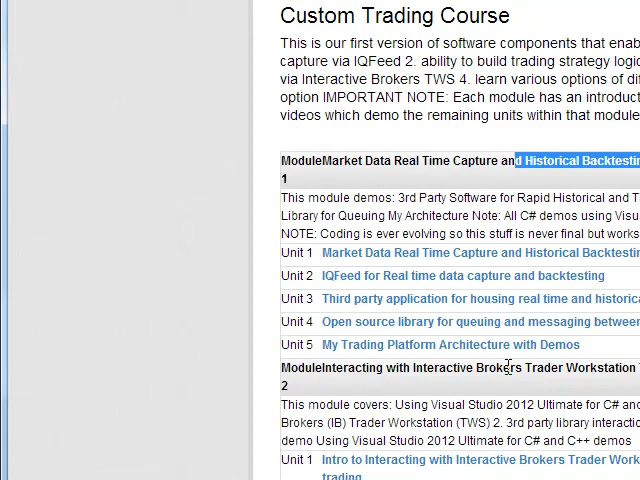 Custom Trading Course
This is our first version of software components that enab
capture via IQFeed 2. ability to build trading strategy logic
via Interactive Brokers TWS 4. learn various options of di
option IMPORTANT NOTE: Each module has an introduct
videos which demo the remaining units within that module
ModuleMarket Data Real Time Capture and Historical Backtestin
1
This module demos: 3rd Party Software for Rapid Historical and T
Library for Queuing My Architecture Note: All C# demos using Visu
NOTE: Coding is ever evolving so this stuff is never final but works
Unit 1 Market Data Real Time Capture and Historical Backtestin
Unit 2 IQFeed for Real time data capture and backtesting
Unit 3 Third party application for housing real time and historica
Unit 4 Open source library for queuing and messaging between
Unit 5 My Trading Platform Architecture with Demos
ModuleInteracting with Interactive Brokers Trader Workstation
2
This module covers: Using Visual Studio 2012 Ultimate for C# and
Brokers (IB) Trader Workstation (TWS) 2. 3rd party library interactio
demo Using Visual Studio 2012 Ultimate for C# and C++ demos
Unit 1 Intro to Interacting with Interactive Brokers Trader Work
trading